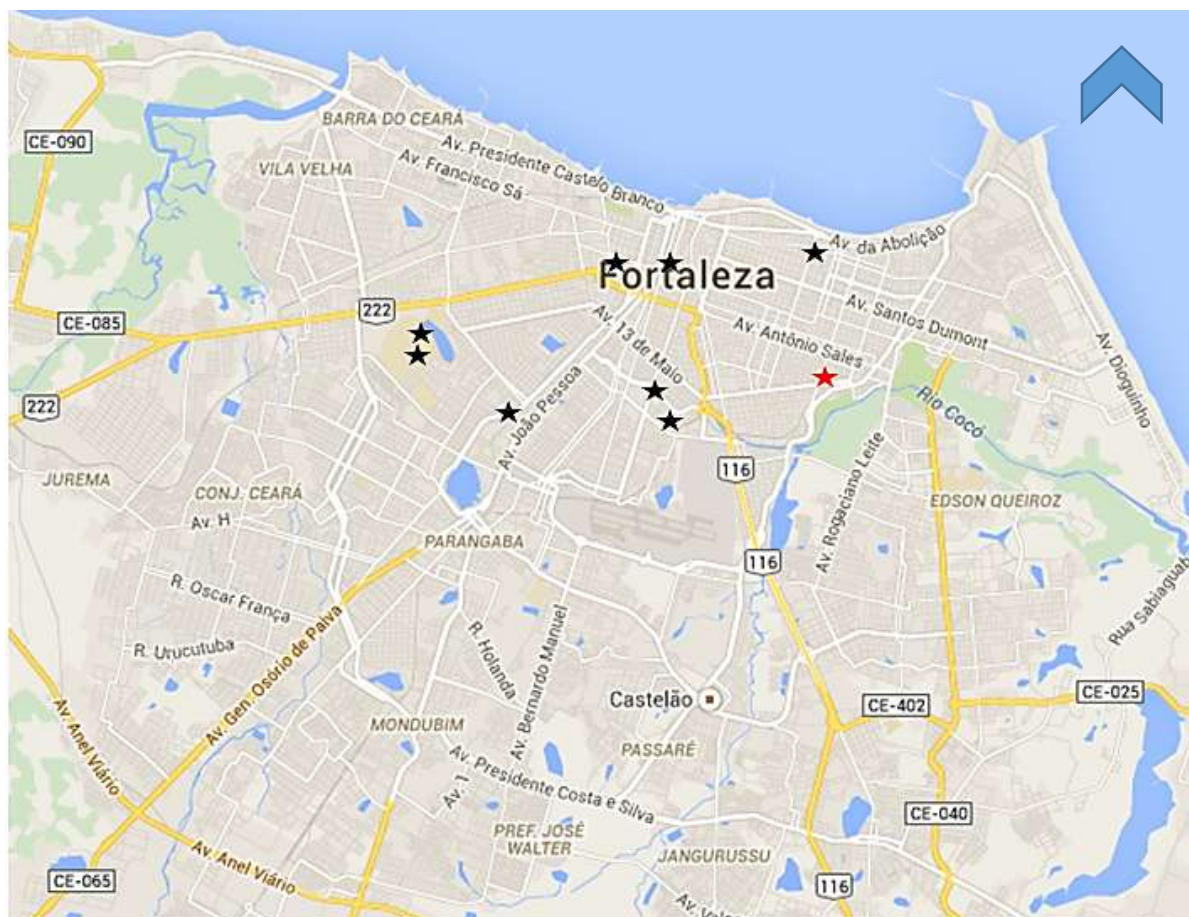 BARRA DO CEARÁ
CE-090
Av. Presidente Castelo Branco
Av. Francisco Sá
VILA VELHA
Av. da Abolição
Fortaleza
222
Av. Santos Dumont
CE-085
Av. 13 de Maio
Av. Antônio Sales
Av. Dioguinho
222
Av. João Pessoa
Rio Cocó
116
Av. Rogaciano Leite
JUREMA
CONJ. CEARÁ
EDSON QUEIROZ
Av. H
PARANGABA
116
R. Oscar França
Rua Sabiaguab
R. Urucutuba
Av. Gen. Osório de Paiva
R. Holanda
Av. Bernardo Manuel
Castelão
CE-025
CE-402
Av. Anel Viário
MONDUBIM
PASSARÉ
Av. Presidente Costa e Silva
Av. 1
CE-040
PREF. JOSÉ
WALTER
Av. Anel Viário
JANGURUSSU
CE-065
116